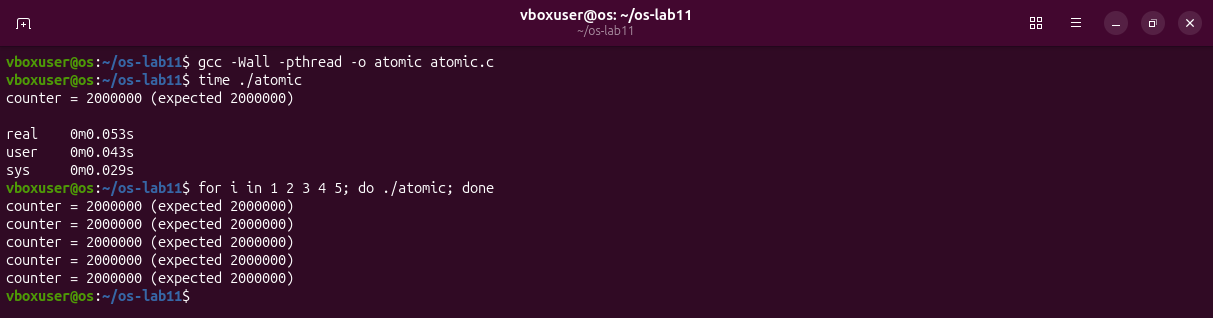 vboxuser@os: ~/os-lab11
~/os-lab11
vboxuser@os:~/os-lab11$ gcc -Wall -pthread -o atomic atomic.c
vboxuser@os:~/os-lab11$ time ./atomic
counter = 2000000 (expected 2000000)

real    0m0.053s
user    0m0.043s
sys     0m0.029s
vboxuser@os:~/os-lab11$ for i in 1 2 3 4 5; do ./atomic; done
counter = 2000000 (expected 2000000)
counter = 2000000 (expected 2000000)
counter = 2000000 (expected 2000000)
counter = 2000000 (expected 2000000)
counter = 2000000 (expected 2000000)
vboxuser@os:~/os-lab11$